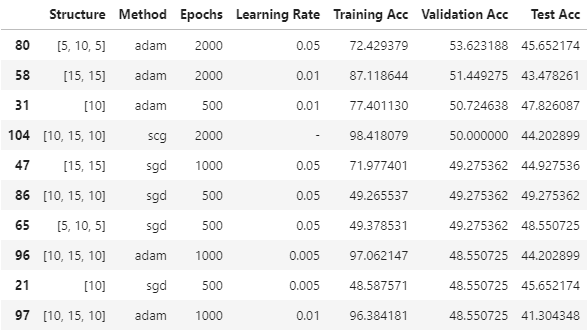 Structure Method Epochs Learning Rate Training Acc Validation Acc Test Acc
80 [5, 10, 5] adam 2000 0.05 72.429379 53.623188 45.652174
58 [15, 15] adam 2000 0.01 87.118644 51.449275 43.478261
31 [10] adam 500 0.01 77.401130 50.724638 47.826087
104 [10, 15, 10] scg 2000 - 98.418079 50.000000 44.202899
47 [15, 15] sgd 1000 0.05 71.977401 49.275362 44.927536
86 [10, 15, 10] sgd 500 0.05 49.265537 49.275362 49.275362
65 [5, 10, 5] sgd 500 0.05 49.378531 49.275362 48.550725
96 [10, 15, 10] adam 1000 0.005 97.062147 48.550725 44.202899
21 [10] sgd 500 0.005 48.587571 48.550725 45.652174
97 [10, 15, 10] adam 1000 0.01 96.384181 48.550725 41.304348